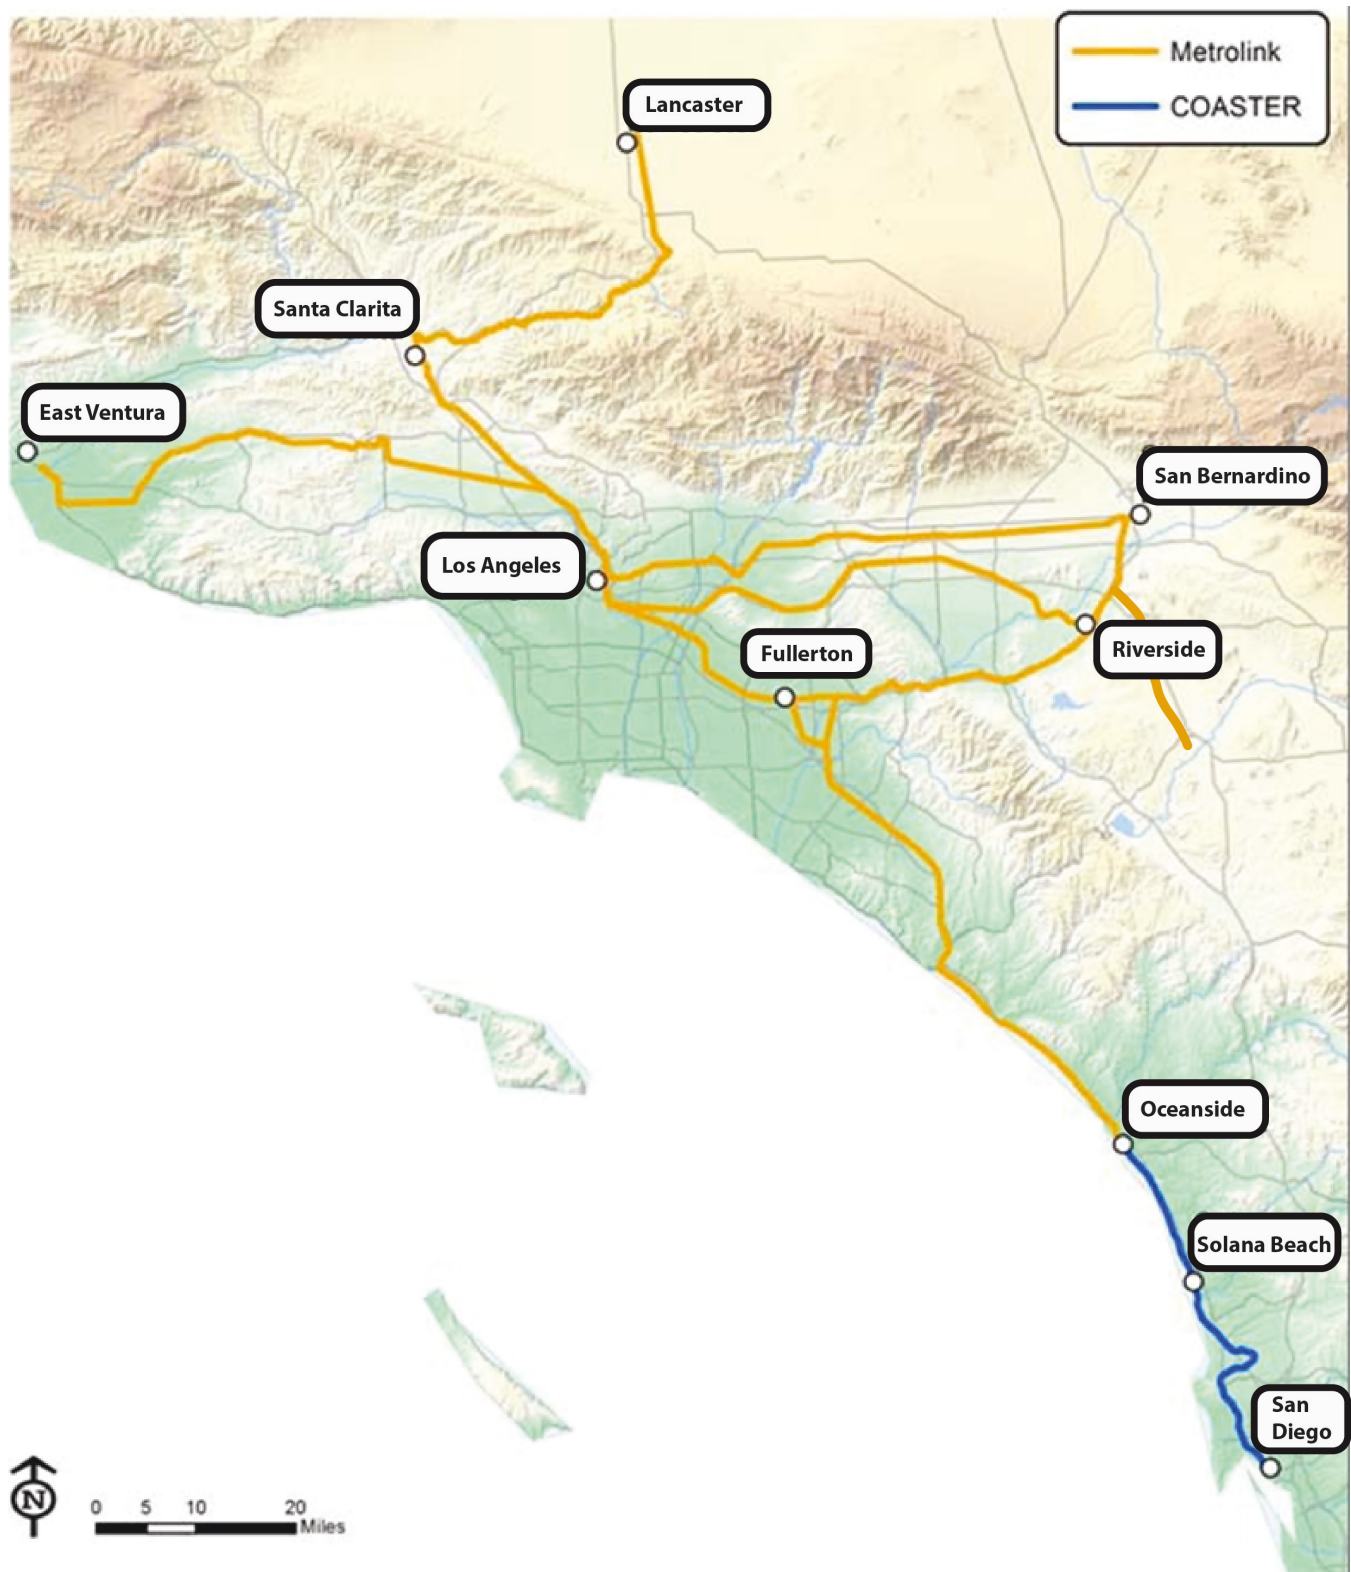 Metrolink
COASTER
Lancaster
Santa Clarita
East Ventura
San Bernardino
Los Angeles
Fullerton
Riverside
Oceanside
Solana Beach
San
Diego
N
0 5 10 20
Miles